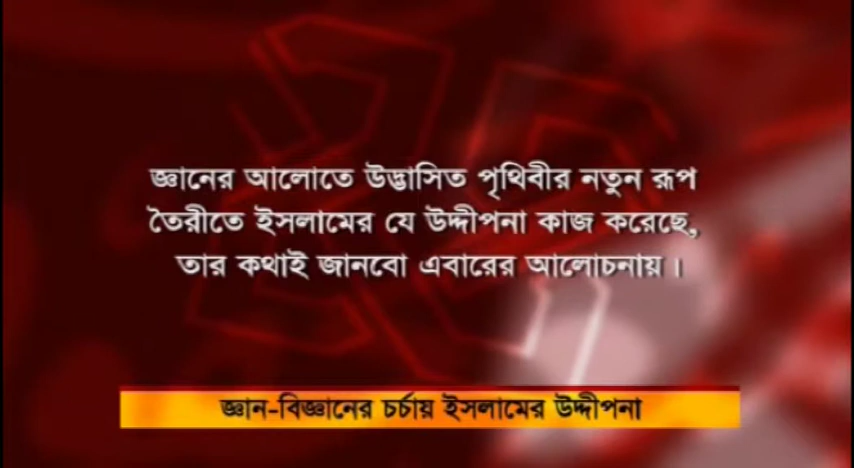 জ্ঞানের আলোতে উদ্ভাসিত পৃথিবীর নতুন রূপ
তৈরীতে ইসলামের যে উদ্দীপনা কাজ করেছে,
তার কথাই জানবো এবারের আলোচনায়।
জ্ঞান-বিজ্ঞানের চর্চায় ইসলামের উদ্দীপনা